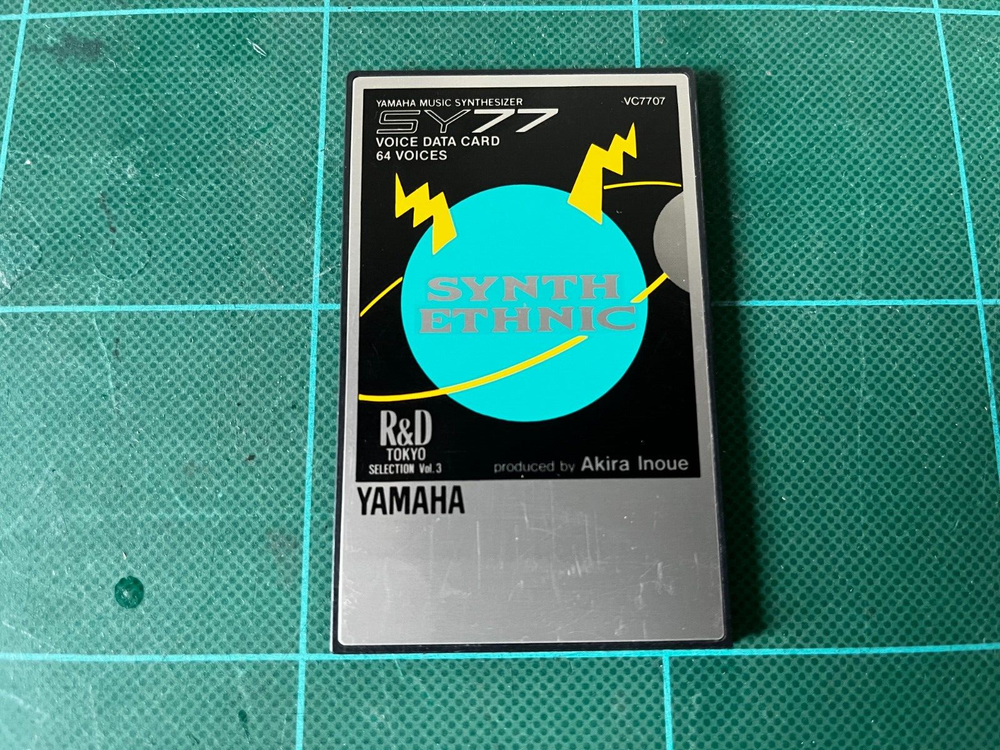 YAMAHA MUSIC SYNTHESIZER
VC7707
SY77
VOICE DATA CARD
64 VOICES
SYNTH
ETHNIC
R&D
TOKYO
SELECTION Vol.3
produced by Akira Inoue
YAMAHA